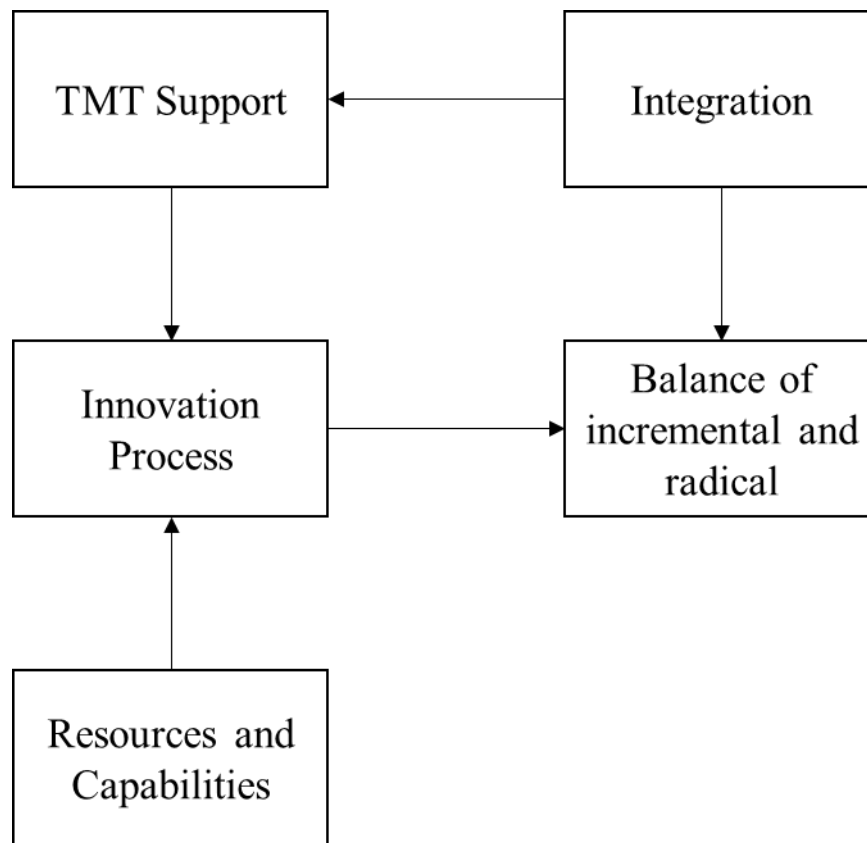 TMT Support
Integration
Innovation
Process
Balance of
incremental and
radical
Resources and
Capabilities